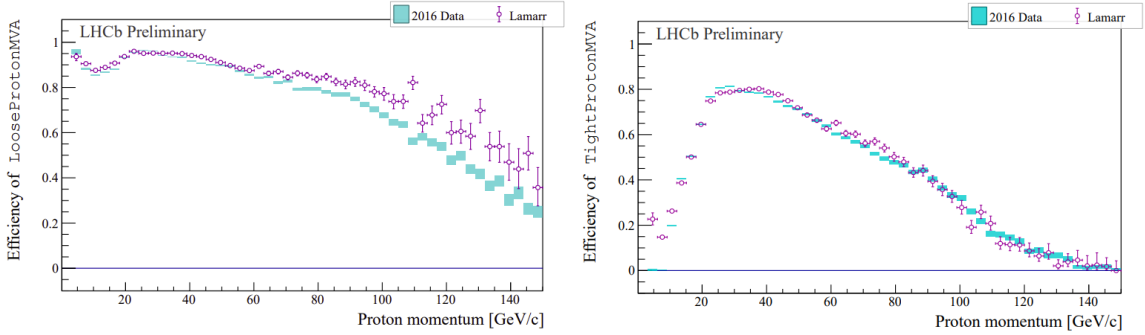 2016 Data
Lamarr
LHCb Preliminary
Efficiency of LooseProtonMVA
1
0.8
0.6
0.4
0.2
0
20
40
60
80
100
120
140
Proton momentum [GeV/c]
2016 Data
Lamarr
LHCb Preliminary
Efficiency of TightProtonMVA
1
0.8
0.6
0.4
0.2
0
20
40
60
80
100
120
140
Proton momentum [GeV/c]